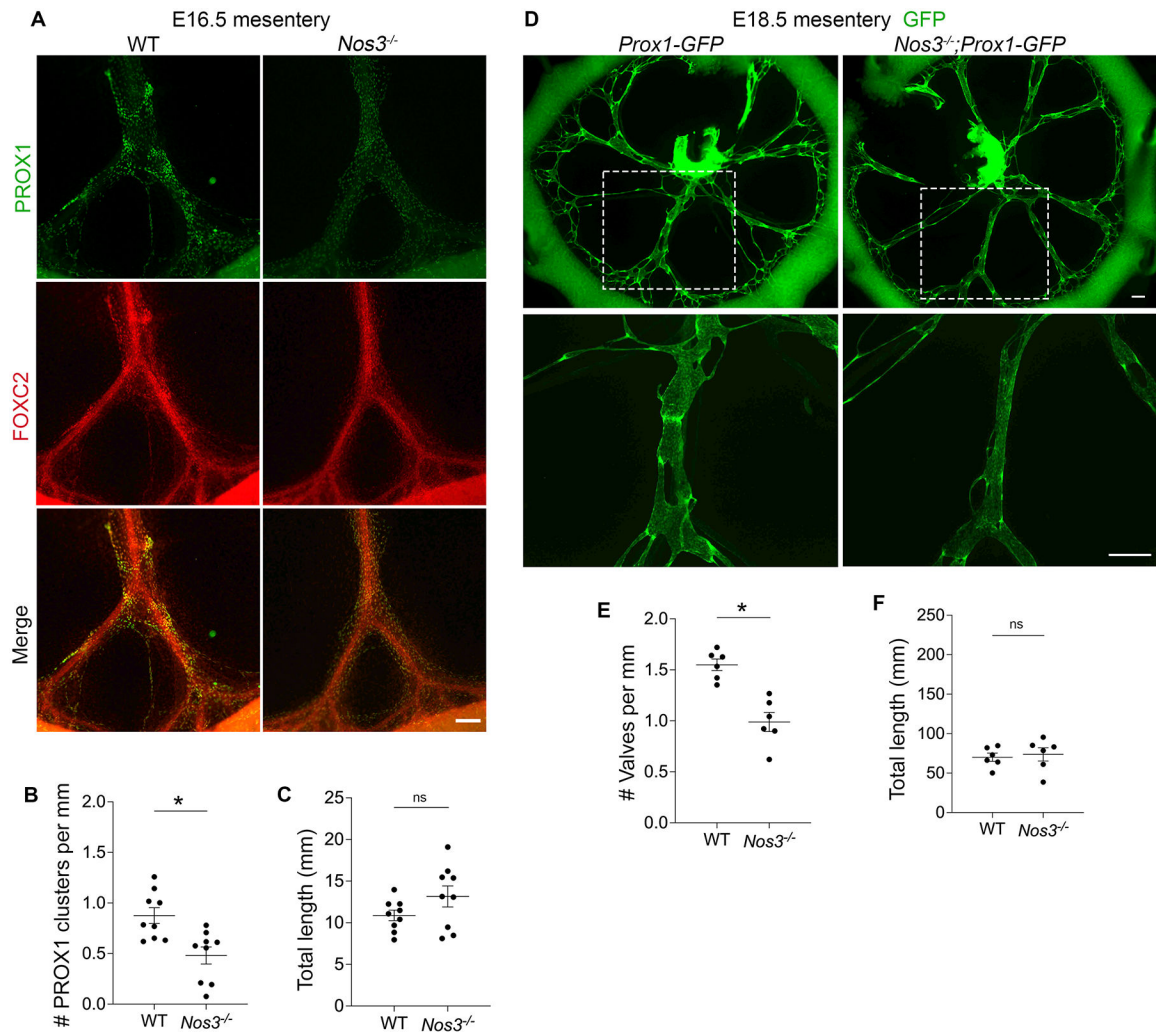 A
E16.5 mesentery
WT
Nos3-/-
PROX1
FOXC2
Merge
B
# PROX1 clusters per mm
2.0
1.5
1.0
0.5
0.0
*
WT
Nos3-/-
C
Total length (mm)
25
20
15
10
5
0
ns
WT
Nos3-/-
D
E18.5 mesentery GFP
Prox1-GFP
Nos3-/-;Prox1-GFP
E
# Valves per mm
2.0
1.5
1.0
0.5
0.0
*
WT
Nos3-/-
F
Total length (mm)
250
200
150
100
50
0
ns
WT
Nos3-/-